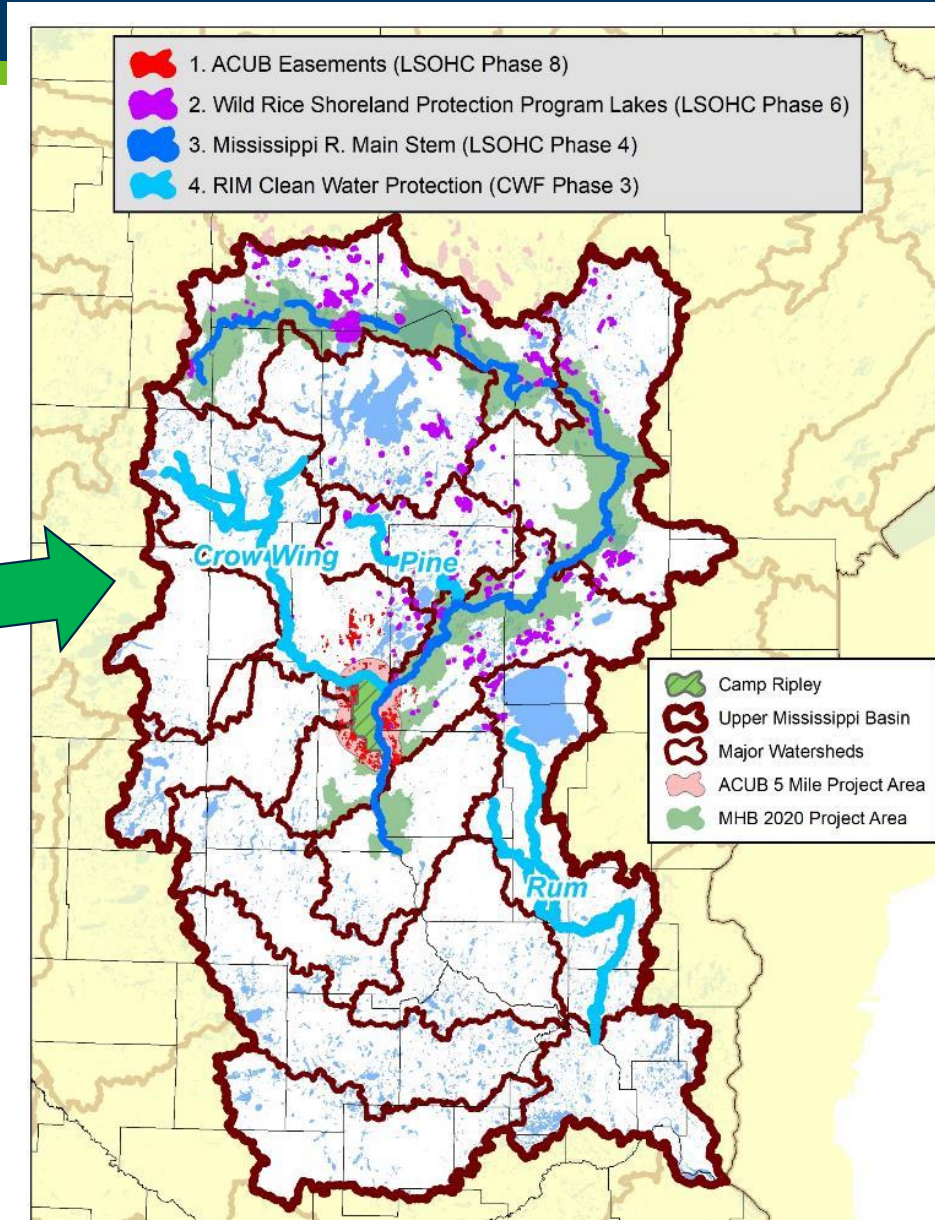 1. ACUB Easements (LSOHC Phase 8)
2. Wild Rice Shoreland Protection Program Lakes (LSOHC Phase 6)
3. Mississippi R. Main Stem (LSOHC Phase 4)
4. RIM Clean Water Protection (CWF Phase 3)
Crow Wing
Pine
Camp Ripley
Upper Mississippi Basin
Major Watersheds
ACUB 5 Mile Project Area
MHB 2020 Project Area
Rum